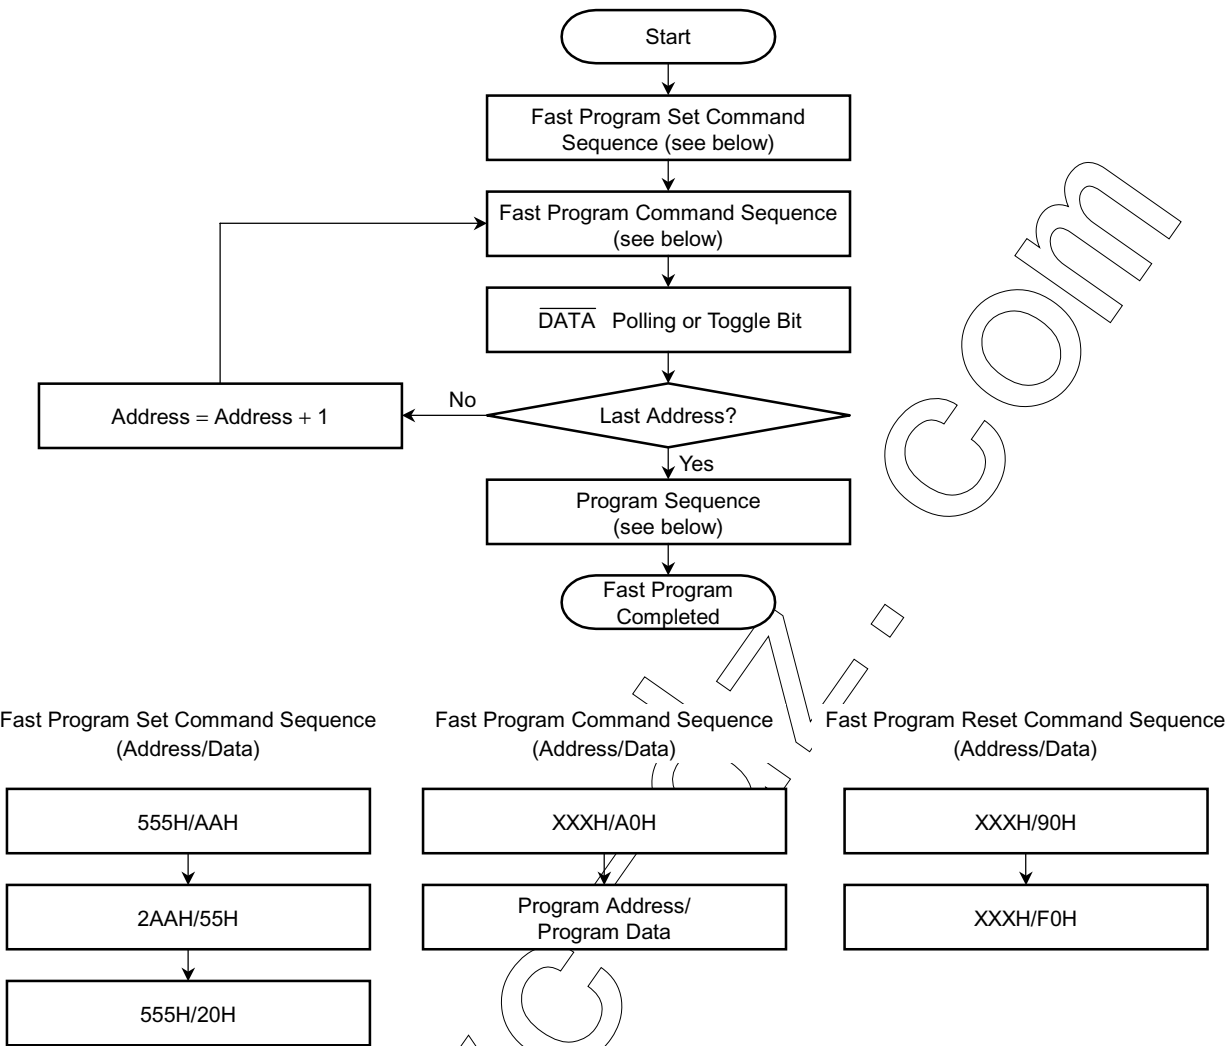 Start
Fast Program Set Command
Sequence (see below)
Fast Program Command Sequence
(see below)
DATA Polling or Toggle Bit
Address = Address + 1
No
Last Address?
Yes
Program Sequence
(see below)
Fast Program
Completed
Fast Program Set Command Sequence
(Address/Data)
555H/AAH
2AAH/55H
555H/20H
Fast Program Command Sequence
(Address/Data)
XXXH/A0H
Program Address/
Program Data
Fast Program Reset Command Sequence
(Address/Data)
XXXH/90H
XXXH/F0H
.com